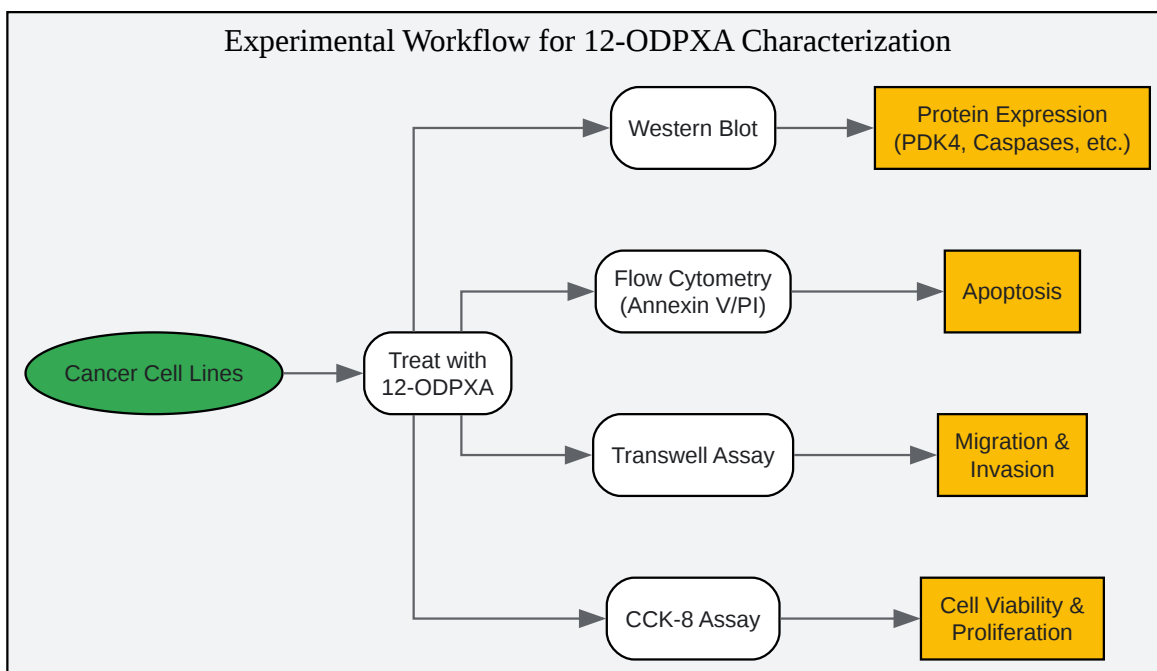 Experimental Workflow for 12-ODPXA Characterization
Western Blot
Protein Expression
(PDK4, Caspases, etc.)
Flow Cytometry
(Annexin V/PI)
Apoptosis
Cancer Cell Lines
Treat with
12-ODPXA
Transwell Assay
Migration &
Invasion
CCK-8 Assay
Cell Viability &
Proliferation